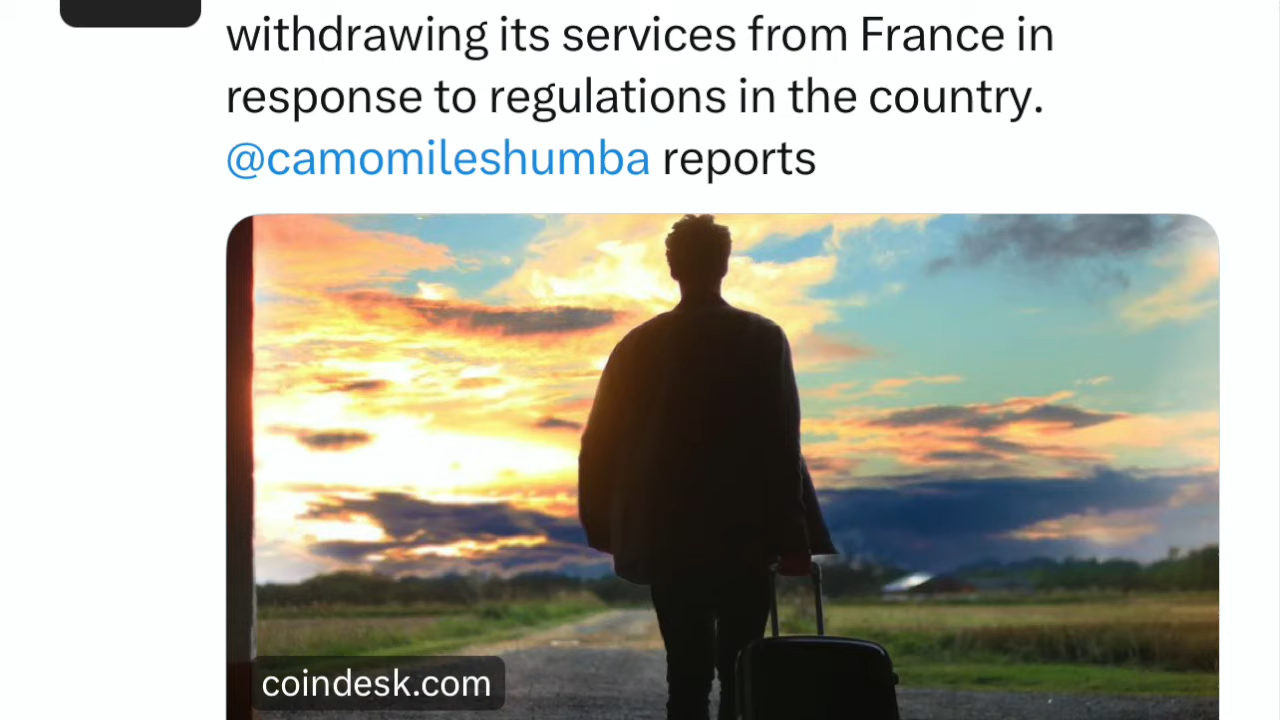 withdrawing its services from France in
response to regulations in the country.
@camomileshumba reports
coindesk.com